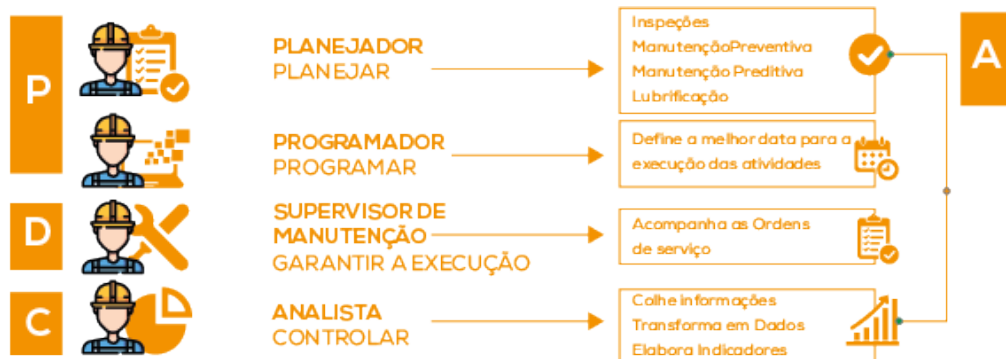 P
PLANEJADOR
PLANEJAR
Inspeções
ManutençãoPreventiva
Manutenção Preditiva
Lubrificação
A
PROGRAMADOR
PROGRAMAR
Define a melhor data para a
execução das atividades
D
SUPERVISOR DE
MANUTENÇÃO
GARANTIR A EXECUÇÃO
Acompanha as Ordens
de serviço
C
ANALISTA
CONTROLAR
Colhe informações
Transforma em Dados
Elabora Indicadores